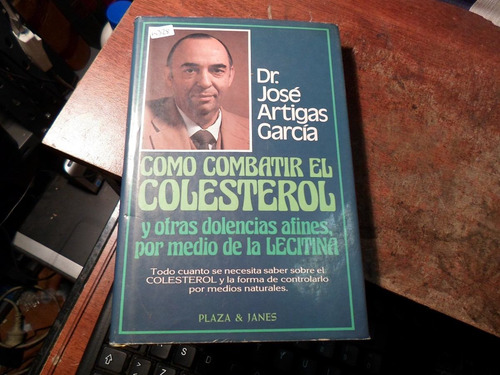 Dr.
José
Artigas
García
COMO COMBATIR EL
COLESTEROL
y otras dolencias afines,
por medio de la LECITINA
Todo cuanto se necesita saber sobre el
COLESTEROL y la forma de controlarlo
por medios naturales.
PLAZA & JANES